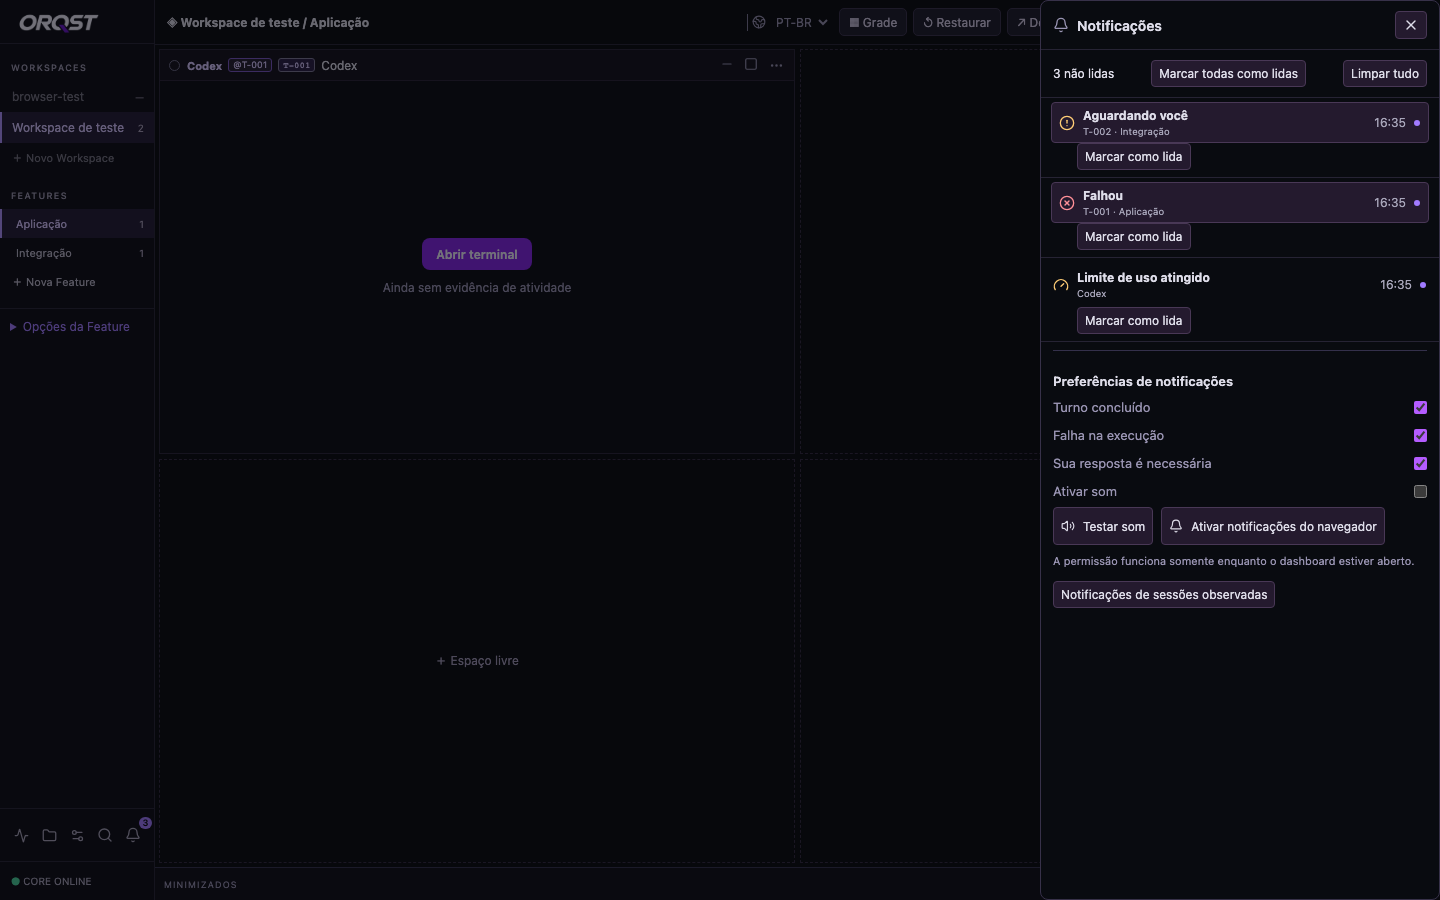 ORQST
WORKSPACES
browser-test —
Workspace de teste 2
+ Novo Workspace
FEATURES
Aplicação 1
Integração 1
+ Nova Feature
Opções da Feature
3
CORE ONLINE
Workspace de teste / Aplicação
PT-BR
Grade
Restaurar
Codex @T-001 T-001 Codex
Abrir terminal
Ainda sem evidência de atividade
+ Espaço livre
MINIMIZADOS
Notificações
3 não lidas Marcar todas como lidas Limpar tudo
Aguardando você 16:35
T-002 · Integração
Marcar como lida
Falhou 16:35
T-001 · Aplicação
Marcar como lida
Limite de uso atingido 16:35
Codex
Marcar como lida
Preferências de notificações
Turno concluído
Falha na execução
Sua resposta é necessária
Ativar som
Testar som Ativar notificações do navegador
A permissão funciona somente enquanto o dashboard estiver aberto.
Notificações de sessões observadas